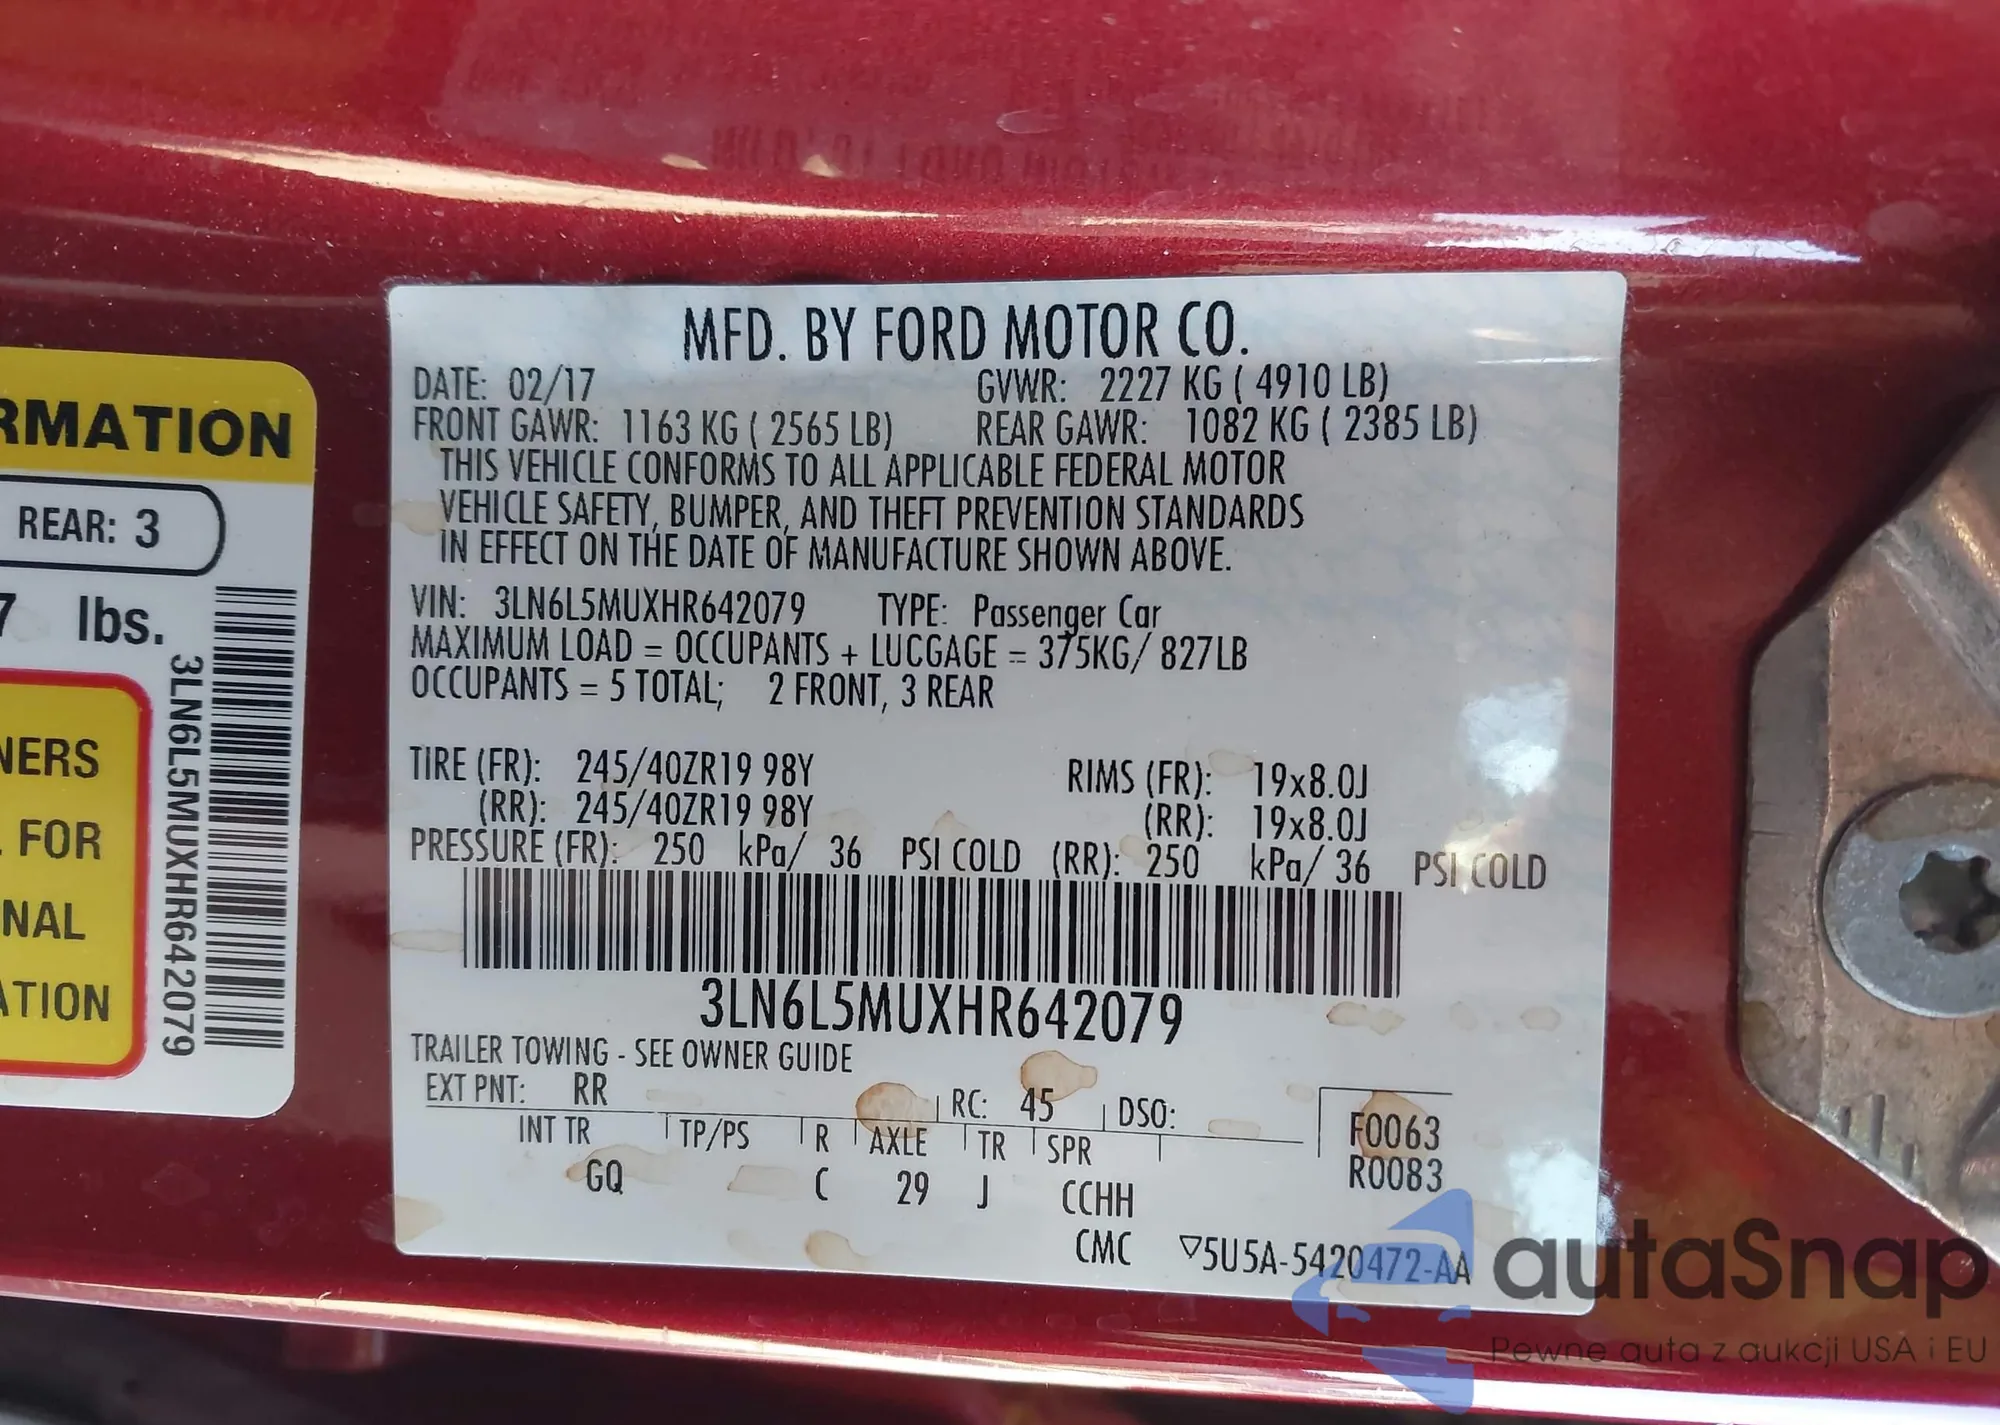 RMATION
REAR: 3
7 lbs.
NERS
FOR
NAL
ATION
3LN6L5MUXHR642079
MFD. BY FORD MOTOR CO.
DATE: 02/17 GVWR: 2227 KG ( 4910 LB)
FRONT GAWR: 1163 KG ( 2565 LB) REAR GAWR: 1082 KG ( 2385 LB)
THIS VEHICLE CONFORMS TO ALL APPLICABLE FEDERAL MOTOR
VEHICLE SAFETY, BUMPER, AND THEFT PREVENTION STANDARDS
IN EFFECT ON THE DATE OF MANUFACTURE SHOWN ABOVE.
VIN: 3LN6L5MUXHR642079 TYPE: Passenger Car
MAXIMUM LOAD = OCCUPANTS + LUGGAGE = 375KG/ 827LB
OCCUPANTS = 5 TOTAL; 2 FRONT, 3 REAR
TIRE (FR): 245/40ZR19 98Y RIMS (FR): 19x8.0J
(RR): 245/40ZR19 98Y (RR): 19x8.0J
PRESSURE (FR): 250 kPa/ 36 PSI COLD (RR): 250 kPa/ 36 PSI COLD
3LN6L5MUXHR642079
TRAILER TOWING - SEE OWNER GUIDE
EXT PNT: RR RC: 45 DSO:
INT TR TP/PS R AXLE TR SPR F0063
GQ C 29 J CCHH R0083
CMC ▽5U5A-5420472-AA
autaSnap
Pewne auta z aukcji USA i EU